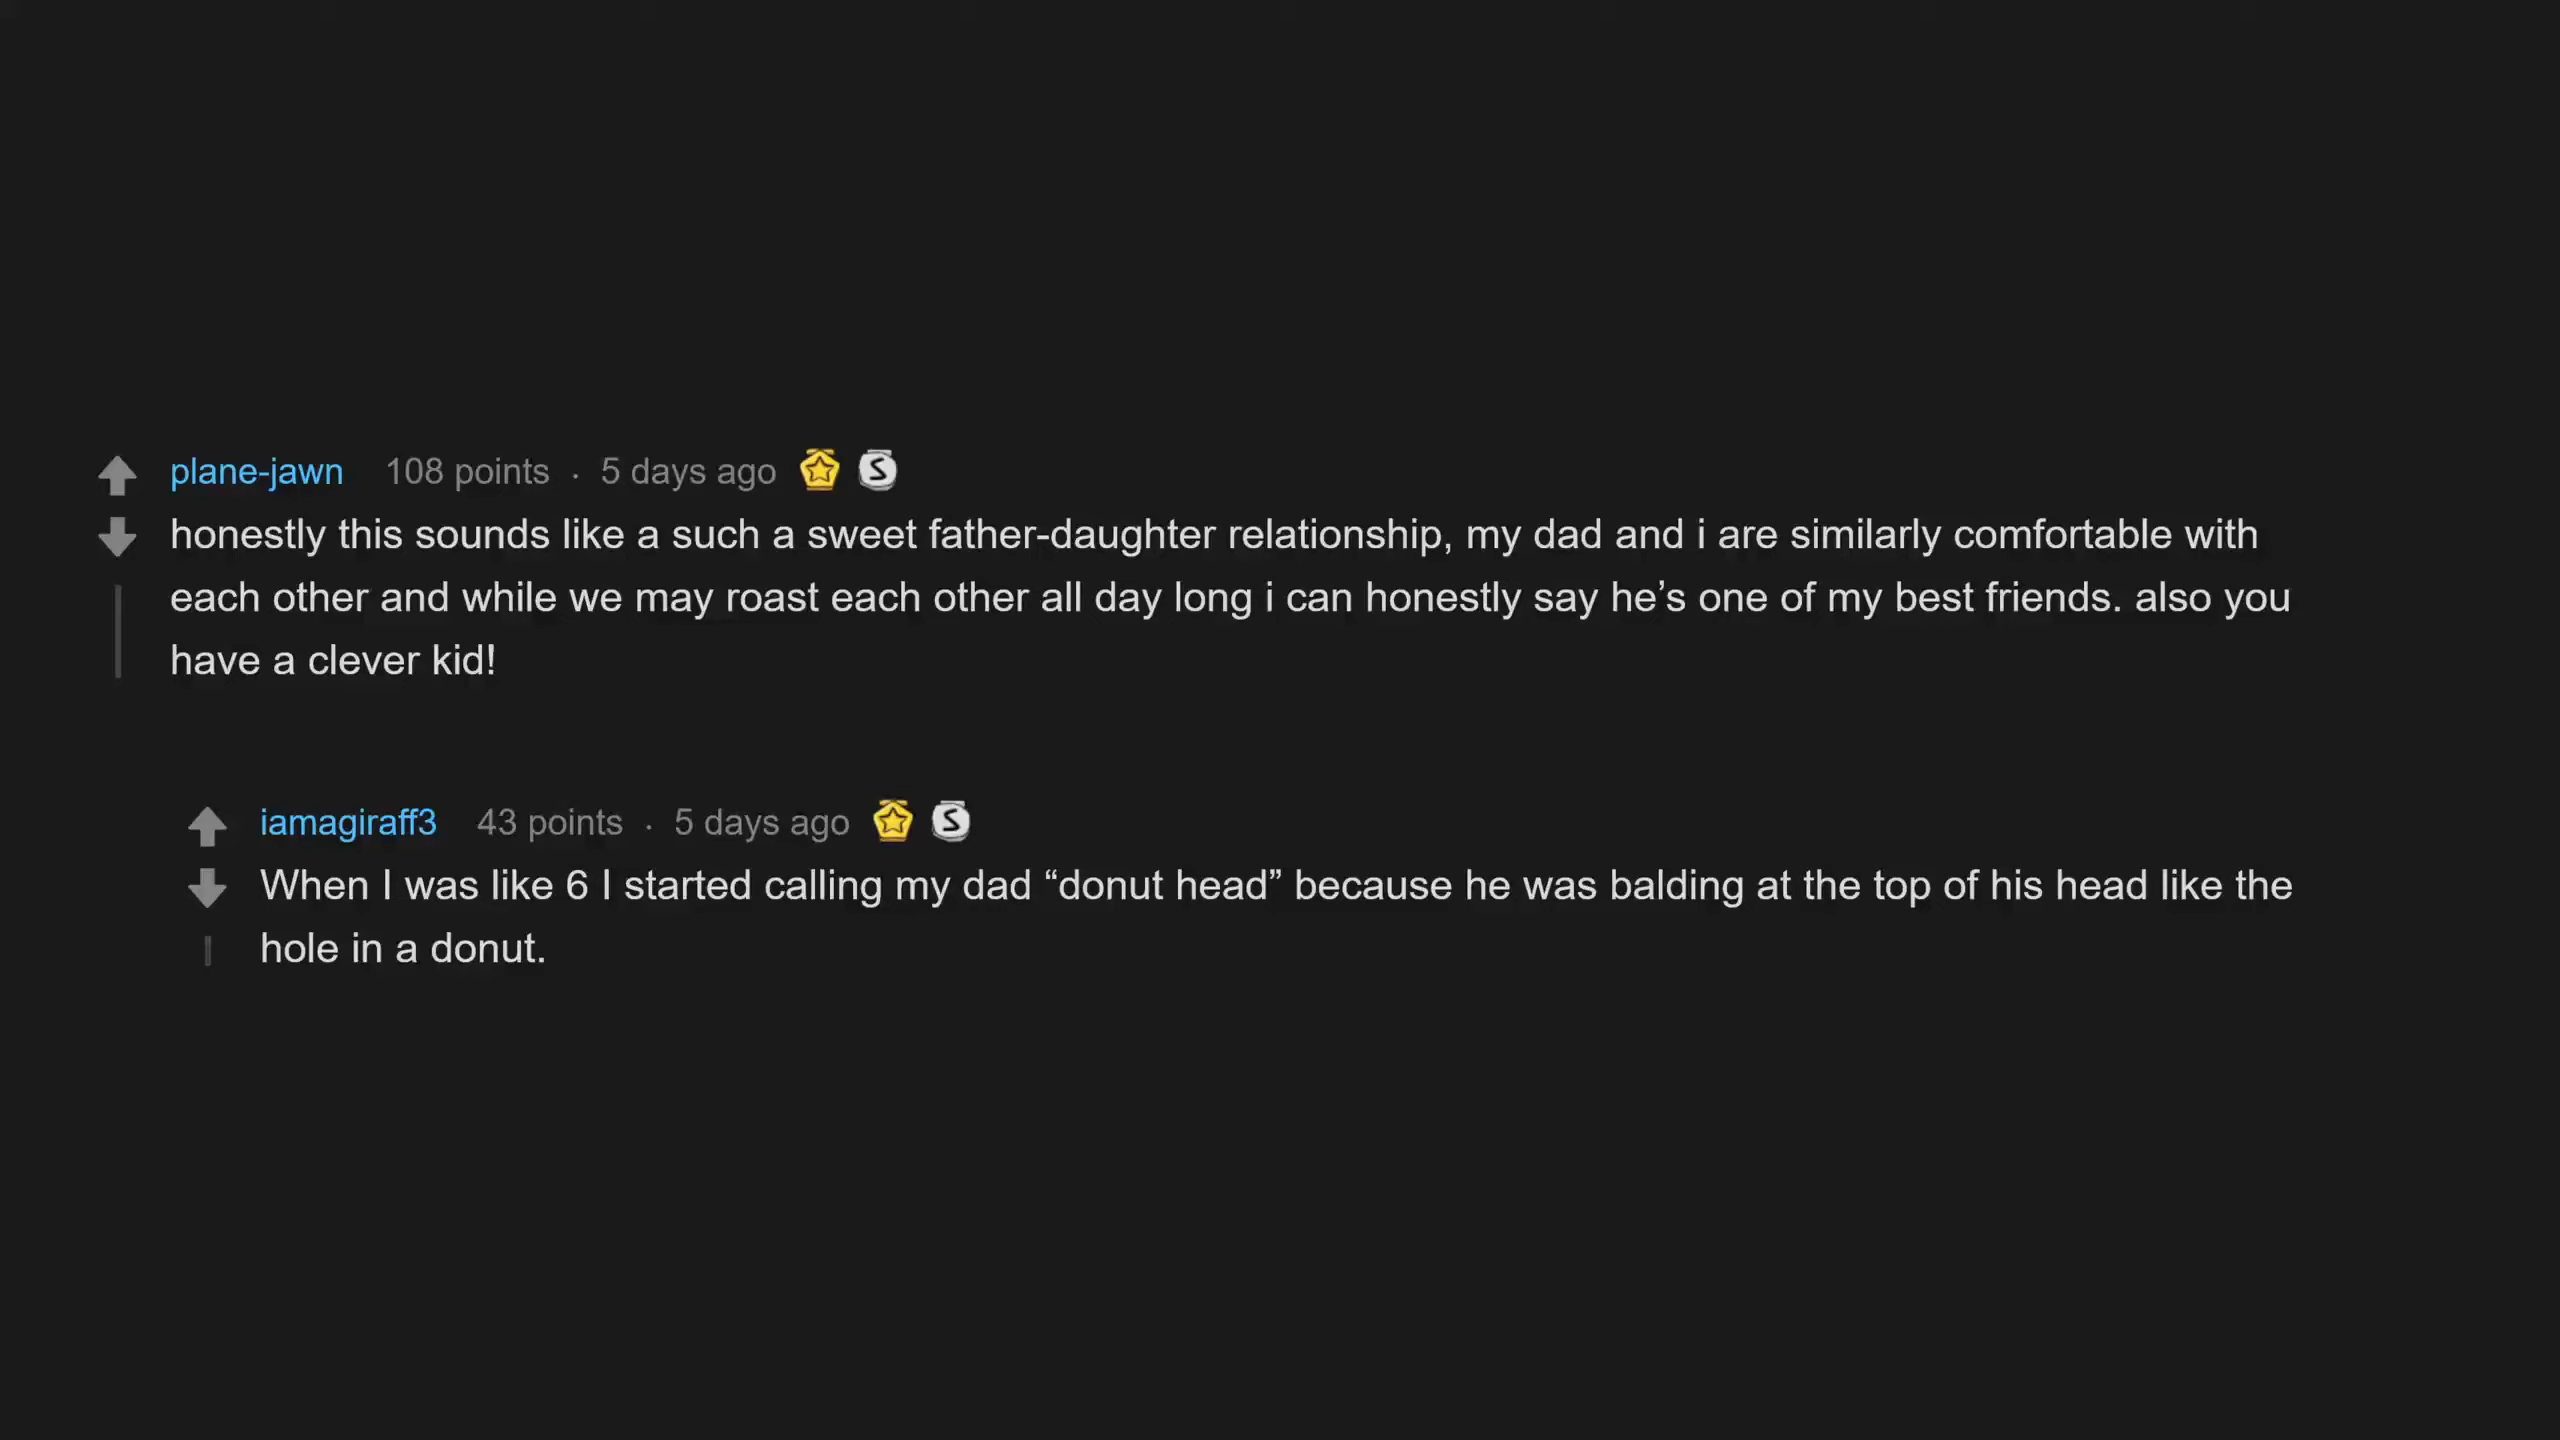 plane-jawn 108 points · 5 days ago
honestly this sounds like a such a sweet father-daughter relationship, my dad and i are similarly comfortable with
each other and while we may roast each other all day long i can honestly say he’s one of my best friends. also you
have a clever kid!
iamagiraff3 43 points · 5 days ago
When I was like 6 I started calling my dad “donut head” because he was balding at the top of his head like the
hole in a donut.